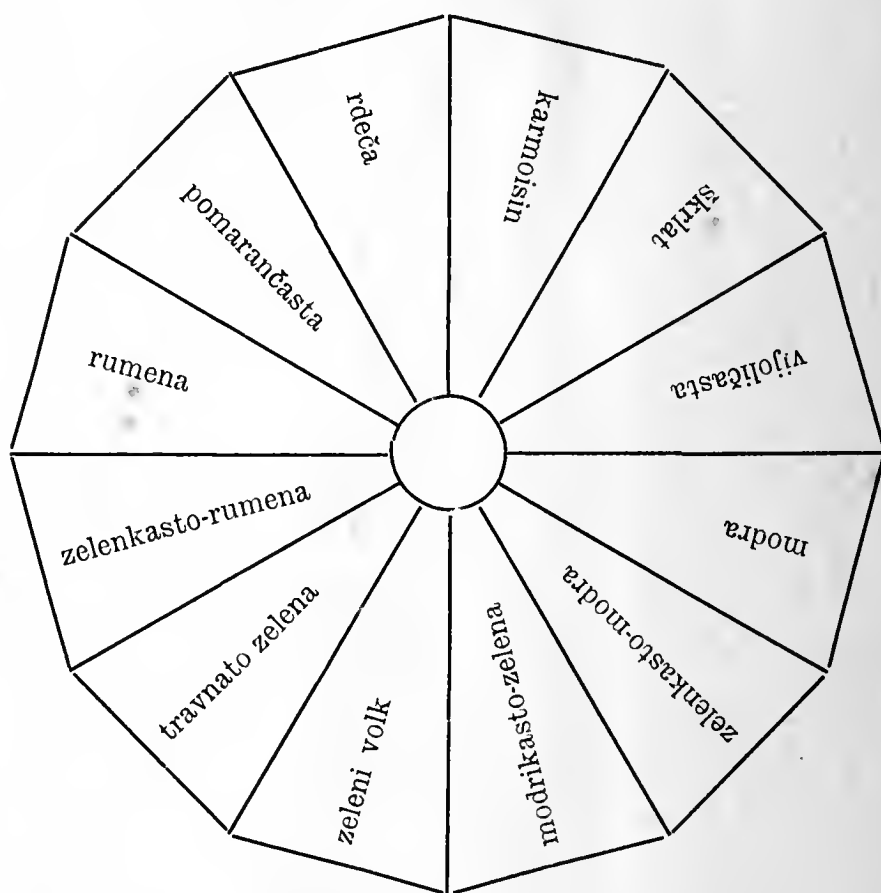 rdeča
karmoisin
škrlat
vijoličasta
modra
zelenkasto-modra
modrikasto-zelena
zeleni volk
travnato zelena
zelenkasto-rumena
rumena
pomarančasta